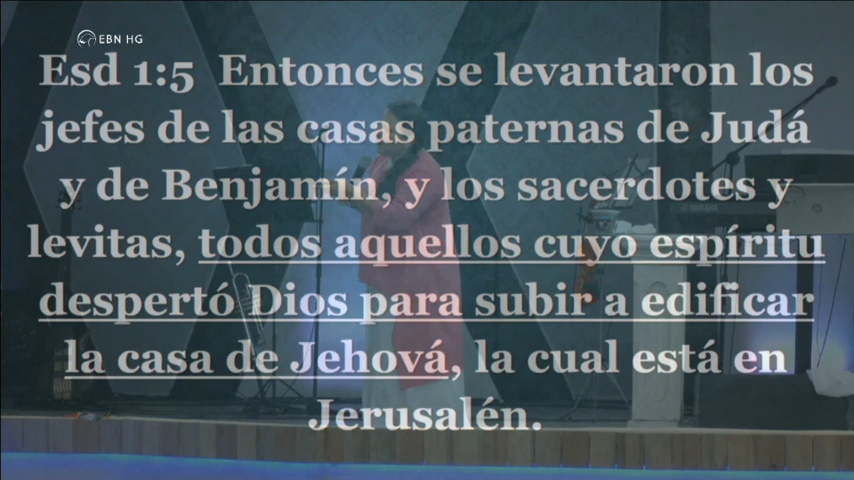 EBN HG
Esd 1:5 Entonces se levantaron los
jefes de las casas paternas de Judá
y de Benjamín, y los sacerdotes y
levitas, todos aquellos cuyo espíritu
despertó Dios para subir a edificar
la casa de Jehová, la cual está en
Jerusalén.